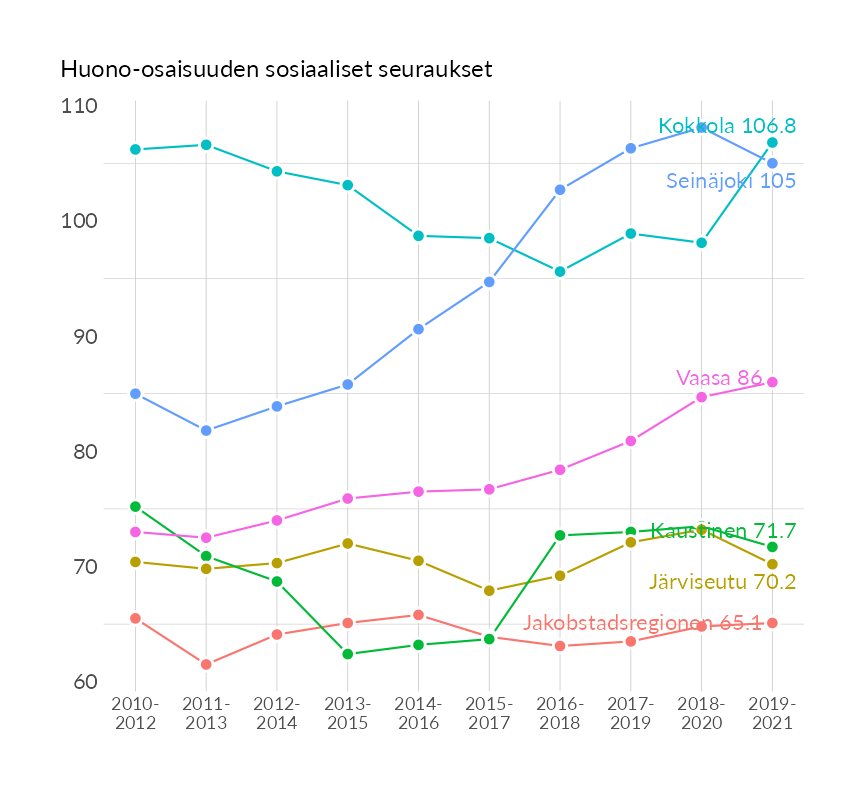 Huono-osaisuuden sosiaaliset seuraukset
110
100
90
80
70
60
Kokkola 106.8
Seinäjoki 105
Vaasa 86
Kaustinen 71.7
Järviseutu 70.2
Jakobstadsregionen 65.1
2010- 2011- 2012- 2013- 2014- 2015- 2016- 2017- 2018- 2019-
2012 2013 2014 2015 2016 2017 2018 2019 2020 2021